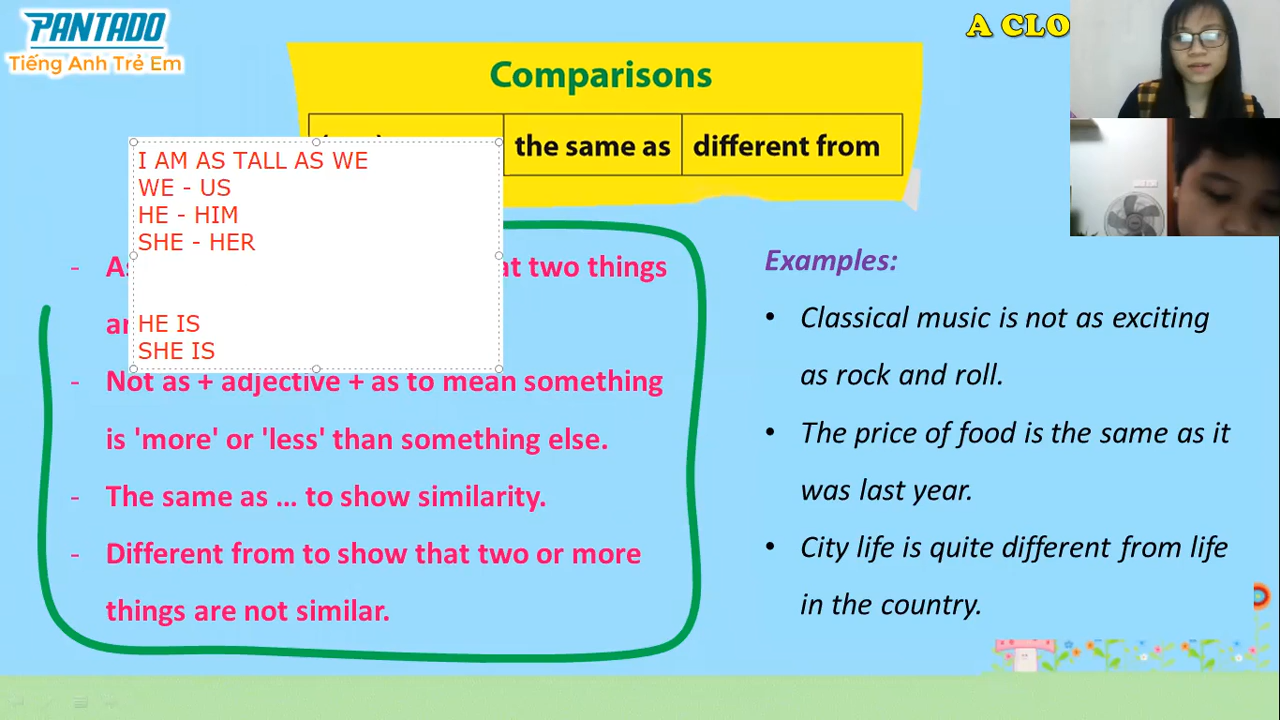 PANTADO
Tiếng Anh Trẻ Em
A CLO
Comparisons
the same as
different from
I AM AS TALL AS WE
WE - US
HE - HIM
SHE - HER
HE IS
SHE IS
- As at two things
ar
- Not as + adjective + as to mean something
is 'more' or 'less' than something else.
- The same as … to show similarity.
- Different from to show that two or more
things are not similar.
Examples:
• Classical music is not as exciting
as rock and roll.
• The price of food is the same as it
was last year.
• City life is quite different from life
in the country.